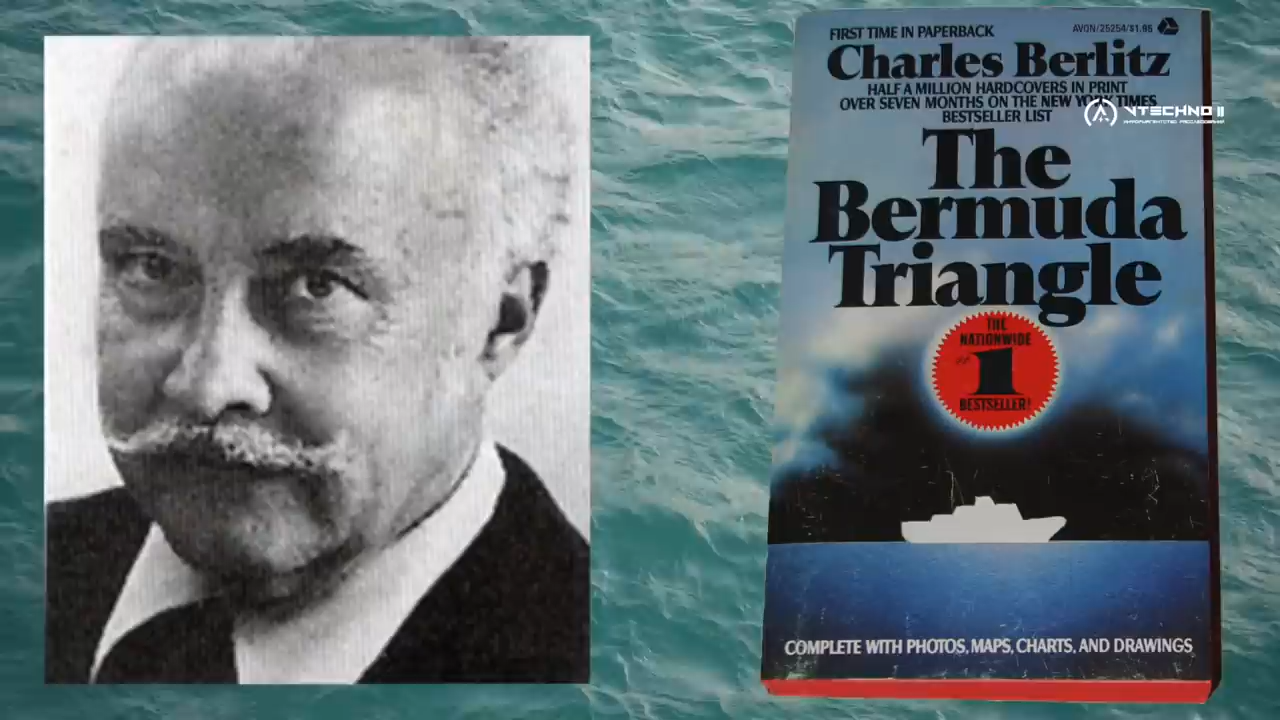 FIRST TIME IN PAPERBACK
AVON/25254/$1.95
Charles Berlitz
HALF A MILLION HARDCOVERS IN PRINT
OVER SEVEN MONTHS ON THE NEW YORK TIMES
BESTSELLER LIST
VTECHNO II
The
Bermuda
Triangle
THE
NATIONWIDE
#1
BESTSELLER!
COMPLETE WITH PHOTOS, MAPS, CHARTS, AND DRAWINGS